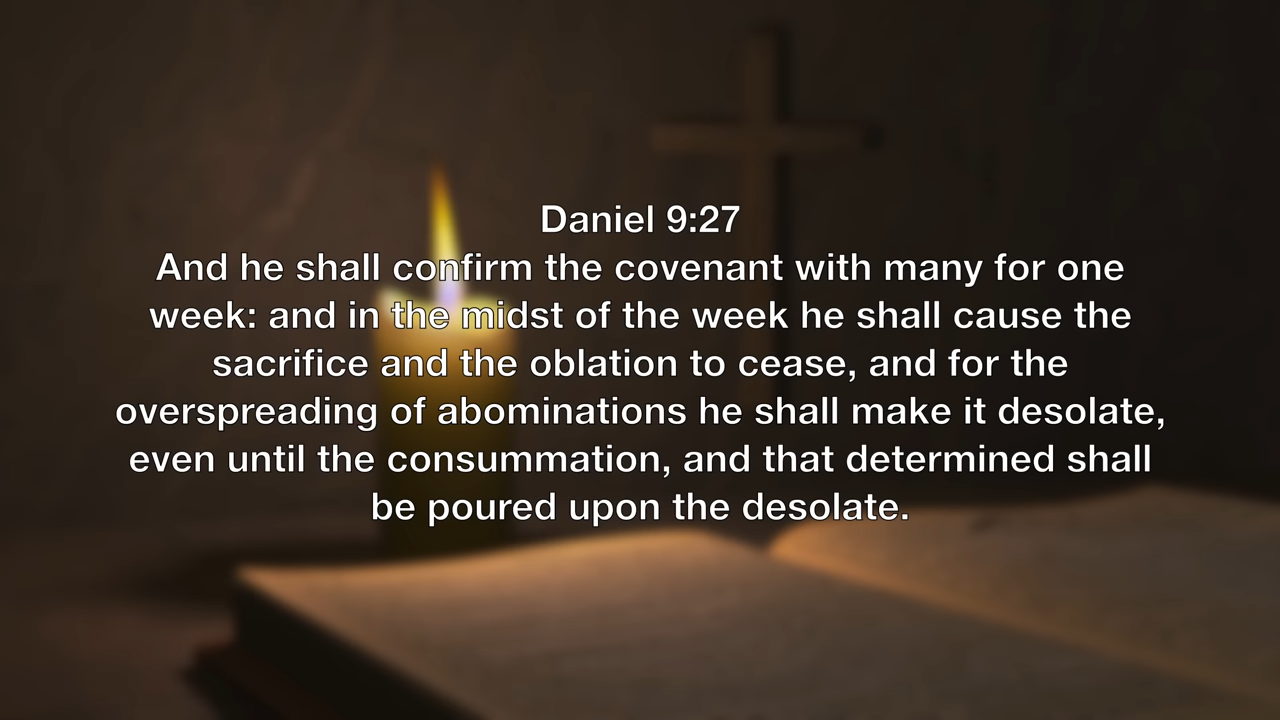 Daniel 9:27
And he shall confirm the covenant with many for one
week: and in the midst of the week he shall cause the
sacrifice and the oblation to cease, and for the
overspreading of abominations he shall make it desolate,
even until the consummation, and that determined shall
be poured upon the desolate.